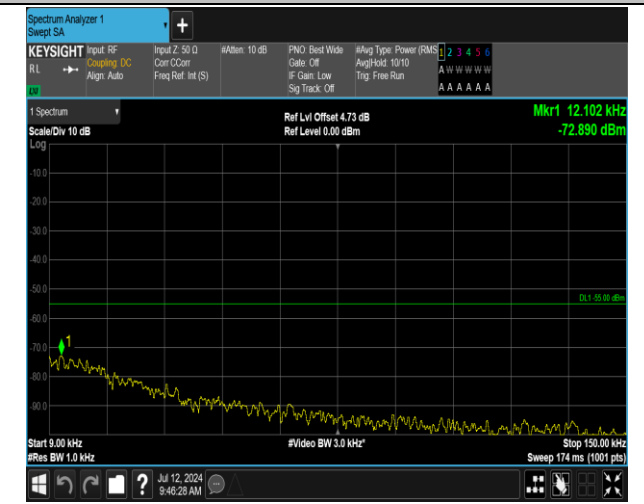 Spectrum Analyzer 1
Swept SA
+
KEYSIGHT Input: RF Input Z: 50 Ω #Atten: 10 dB PNO: Best Wide #Avg Type: Power (RMS 1 2 3 4 5 6
RL Coupling: DC Corr CCorr Gate: Off Avg|Hold: 10/10 A W W W W W
Align: Auto Freq Ref: Int (S) IF Gain: Low Trig: Free Run
Sig Track: Off A A A A A A
1 Spectrum Ref Lvl Offset 4.73 dB Mkr1 12.102 kHz
Scale/Div 10 dB Ref Level 0.00 dBm -72.890 dBm
Log
-10.0
-20.0
-30.0
-40.0
-50.0
DL1 -55.00 dBm
-60.0
-70.0 1
-80.0
-90.0
Start 9.00 kHz #Video BW 3.0 kHz* Stop 150.00 kHz
#Res BW 1.0 kHz Sweep 174 ms (1001 pts)
? Jul 12, 2024
9:46:28 AM